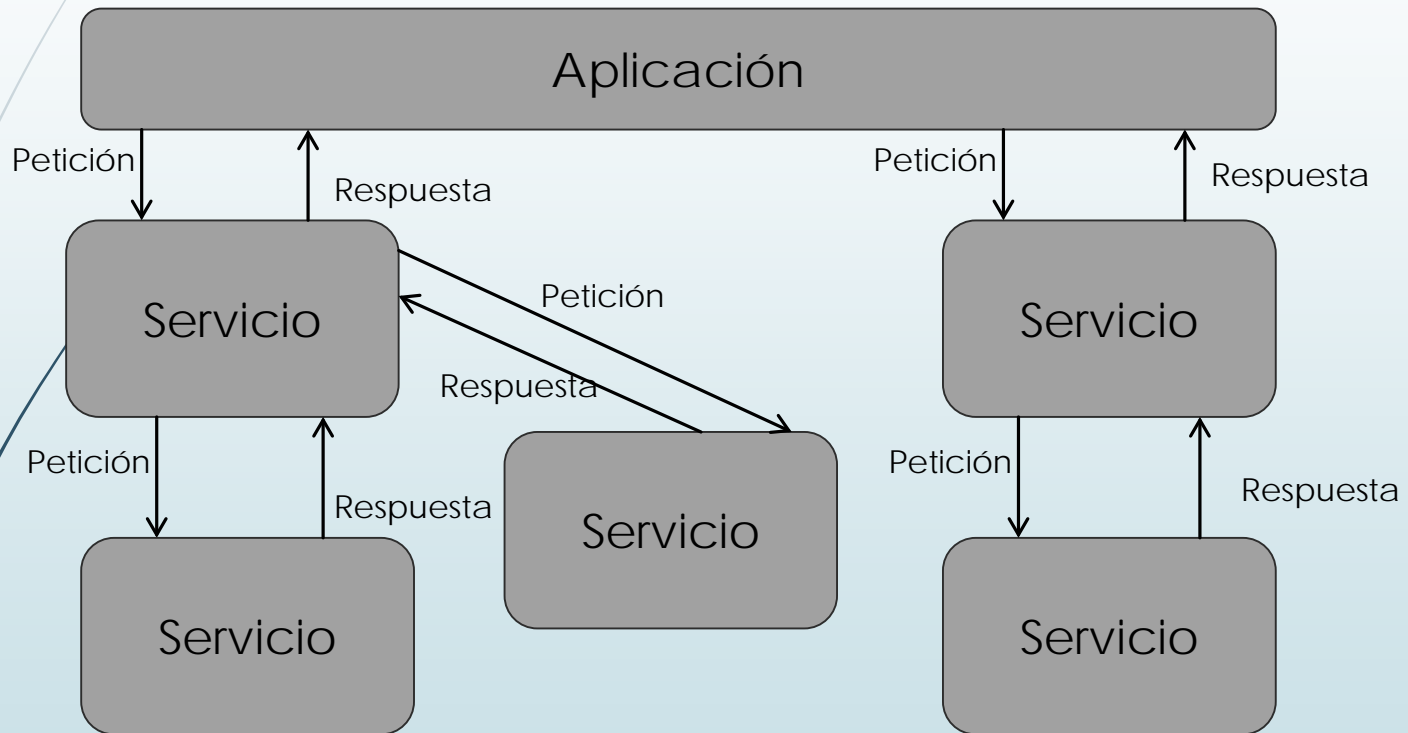 Aplicación
Petición
Respuesta
Petición
Respuesta
Servicio
Petición
Respuesta
Servicio
Petición
Respuesta
Servicio
Petición
Respuesta
Servicio
Servicio